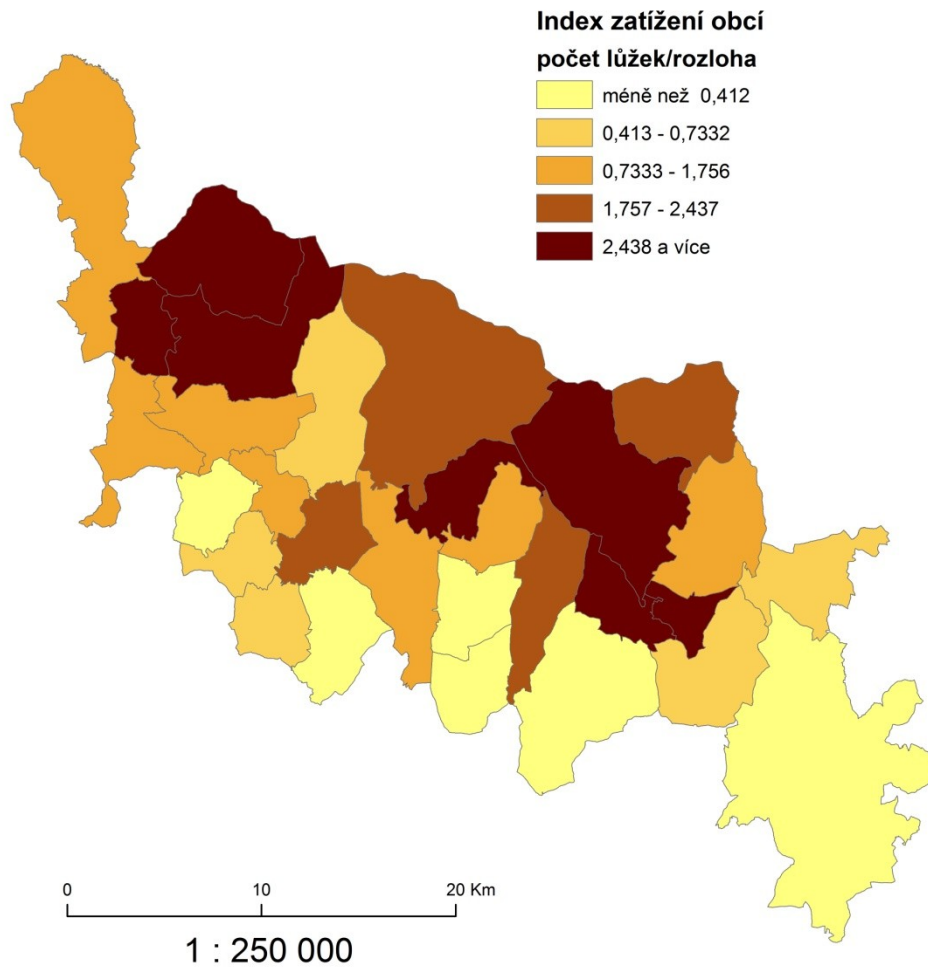 Index zatížení obcí
počet lůžek/rozloha
méně než 0,412
0,413 - 0,7332
0,7333 - 1,756
1,757 - 2,437
2,438 a více
0 10 20 Km
1 : 250 000